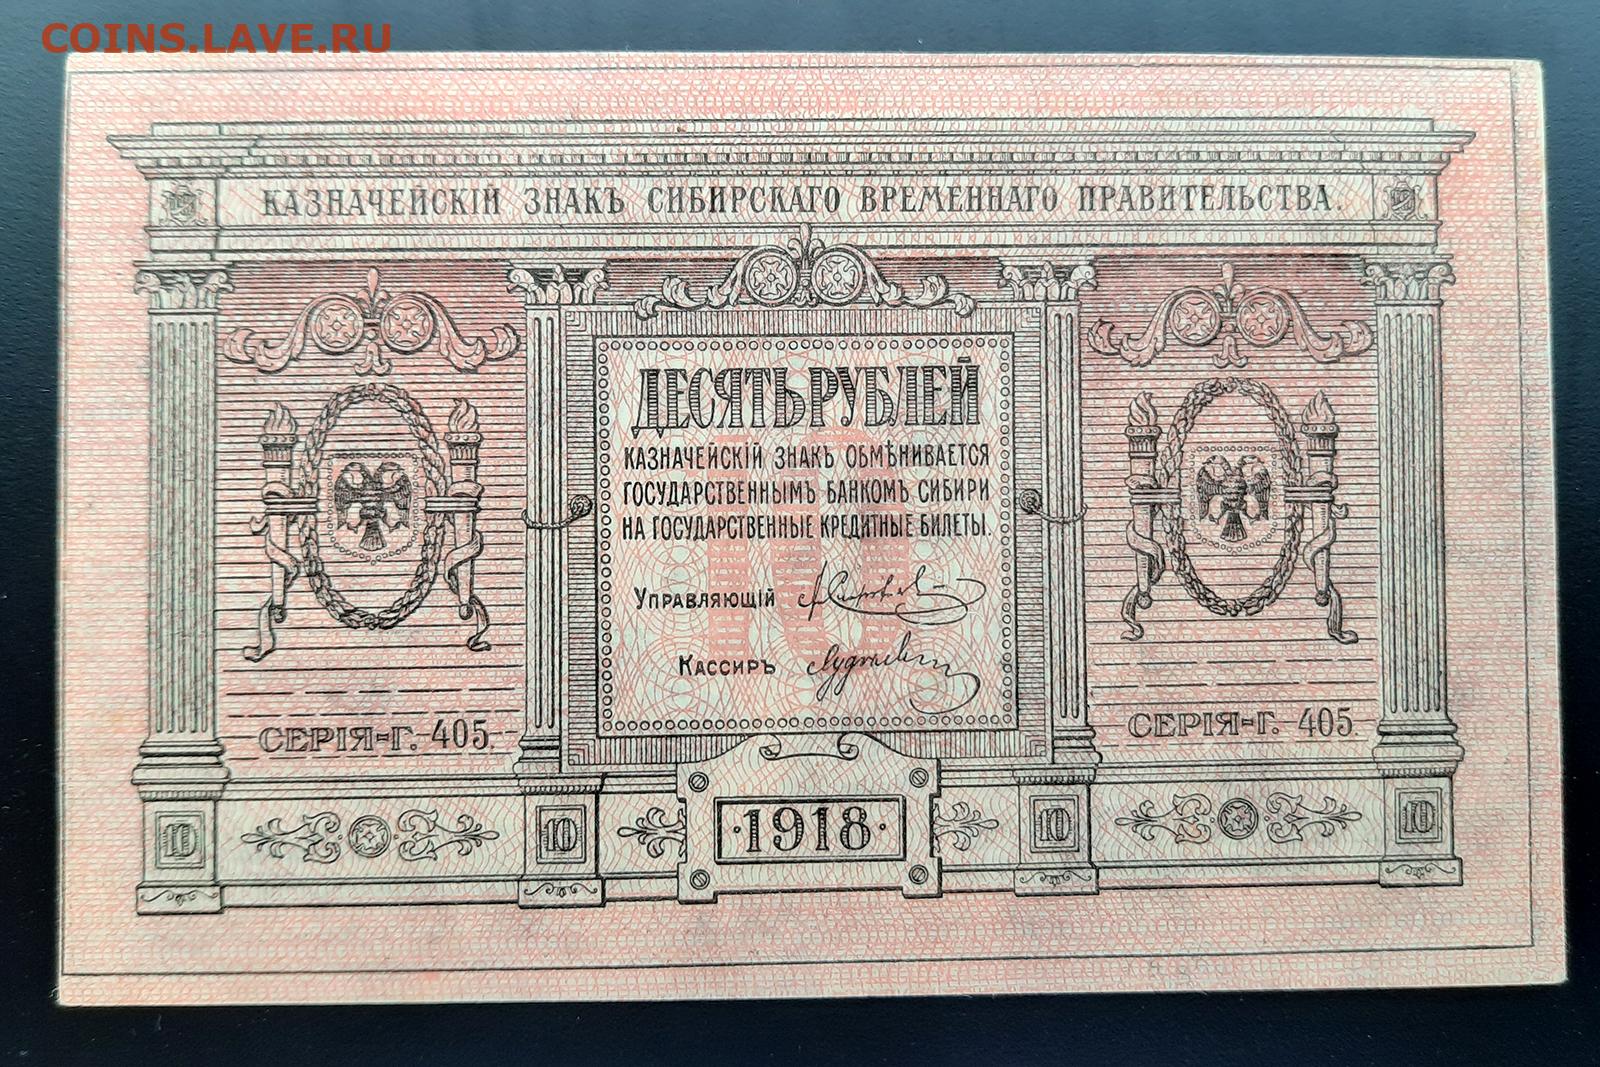 COINS.LAVE.RU
КАЗНАЧЕЙСКІЙ ЗНАКЪ СИБИРСКАГО ВРЕМЕННАГО ПРАВИТЕЛЬСТВА.
ДЕСЯТЬ РУБЛЕЙ
КАЗНАЧЕЙСКІЙ ЗНАКЪ ОБМѢНИВАЕТСЯ
ГОСУДАРСТВЕННЫМЪ БАНКОМЪ СИБИРИ
НА ГОСУДАРСТВЕННЫЕ КРЕДИТНЫЕ БИЛЕТЫ.
10
УПРАВЛЯЮЩІЙ
КАССИРЪ
СЕРІЯ-Г. 405.
СЕРІЯ-Г. 405.
10
10
·1918·
10
10